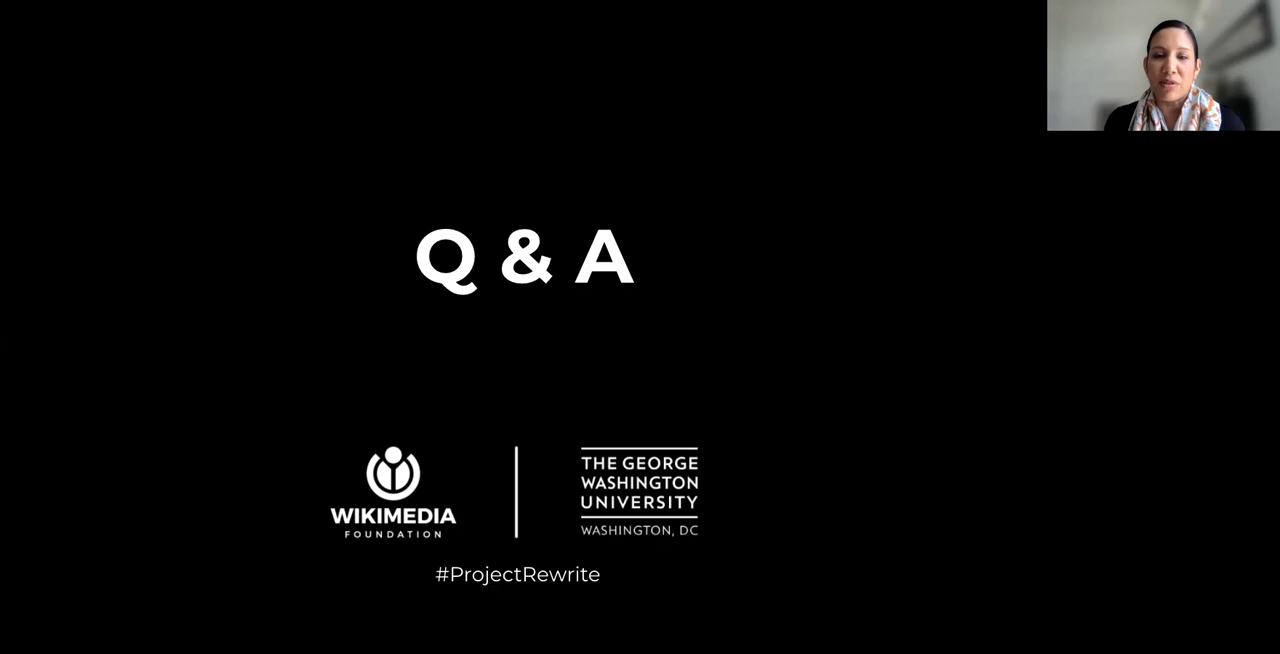 Q & A
WIKIMEDIA
FOUNDATION
THE GEORGE
WASHINGTON
UNIVERSITY
WASHINGTON, DC
#ProjectRewrite